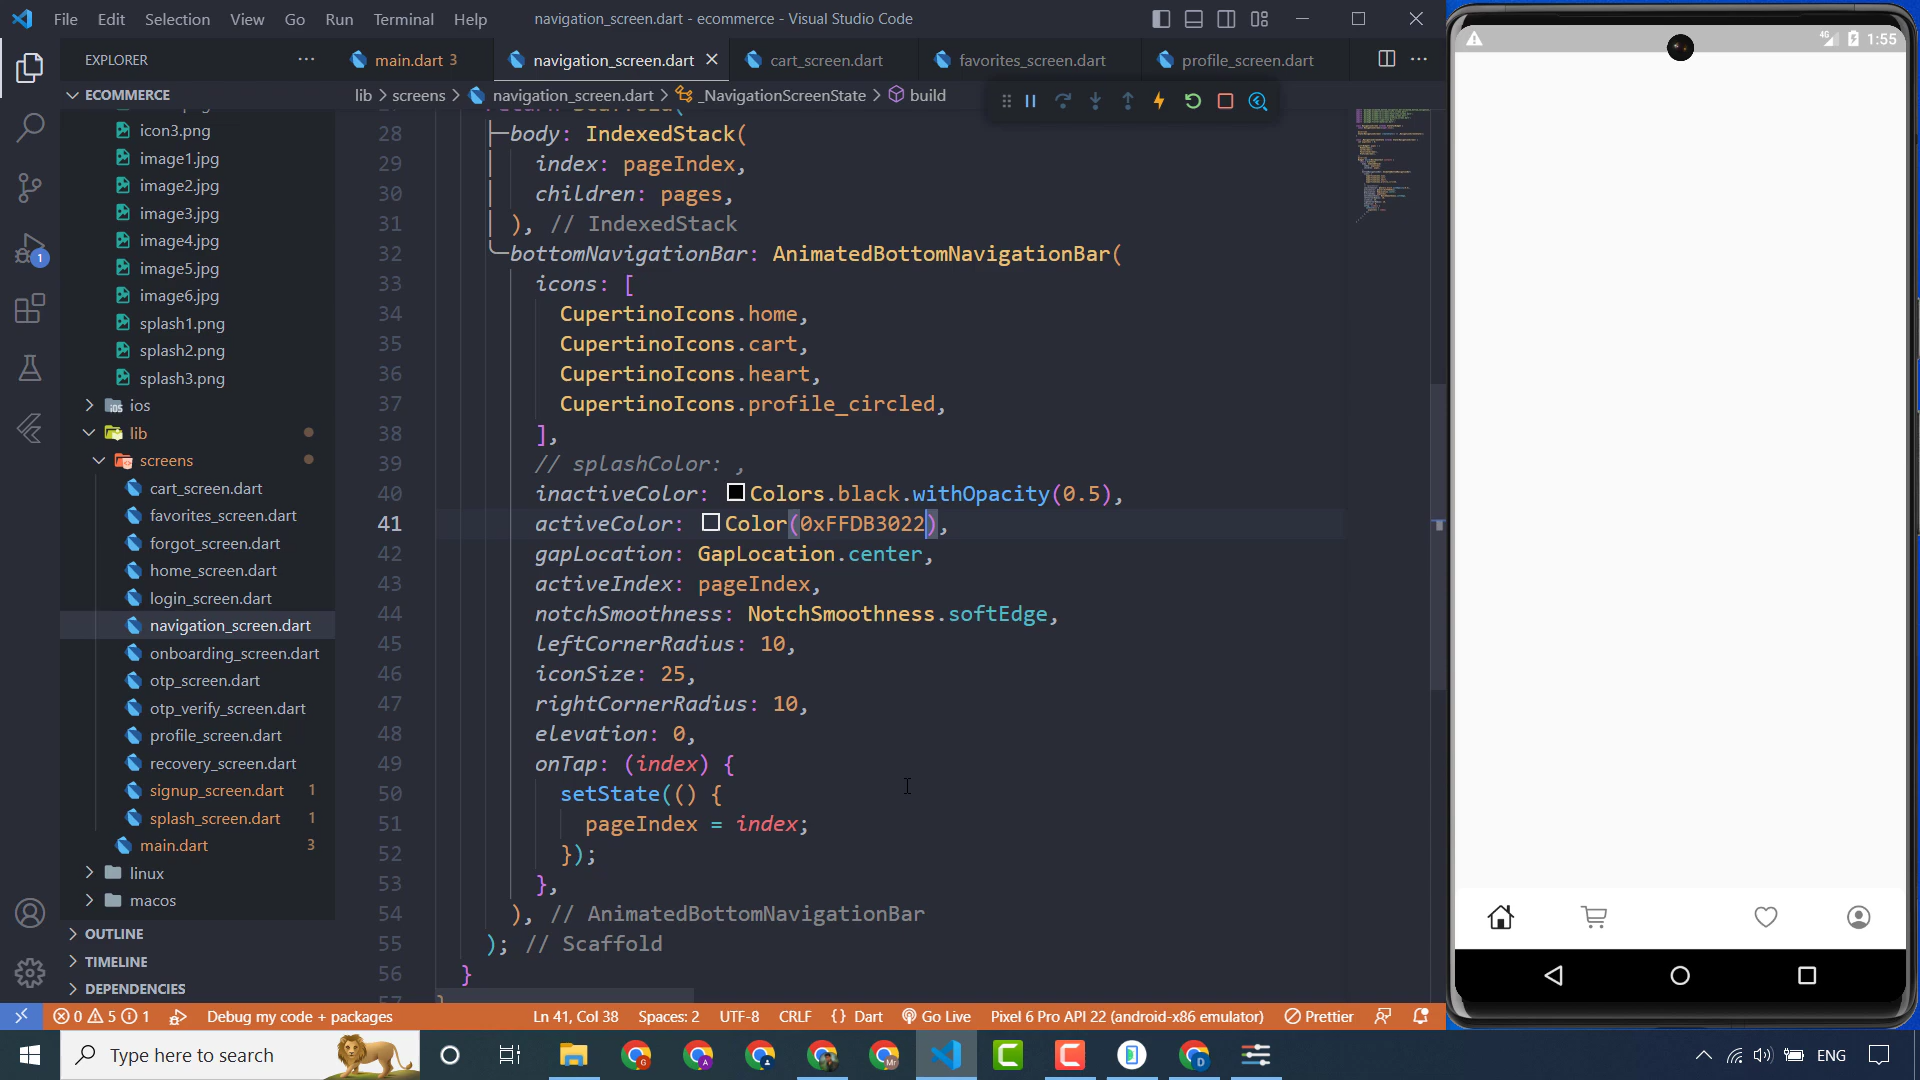 File Edit Selection View Go Run Terminal Help navigation_screen.dart - ecommerce - Visual Studio Code
EXPLORER
main.dart 3 navigation_screen.dart cart_screen.dart favorites_screen.dart profile_screen.dart
ECOMMERCE
lib > screens > navigation_screen.dart > _NavigationScreenState > build
icon3.png
image1.jpg
image2.jpg
image3.jpg
image4.jpg
image5.jpg
image6.jpg
splash1.png
splash2.png
splash3.png
ios
lib
screens
cart_screen.dart
favorites_screen.dart
forgot_screen.dart
home_screen.dart
login_screen.dart
navigation_screen.dart
onboarding_screen.dart
otp_screen.dart
otp_verify_screen.dart
profile_screen.dart
recovery_screen.dart
signup_screen.dart 1
splash_screen.dart 1
main.dart 3
linux
macos
OUTLINE
TIMELINE
DEPENDENCIES
28 body: IndexedStack(
29 index: pageIndex,
30 children: pages,
31 ), // IndexedStack
32 bottomNavigationBar: AnimatedBottomNavigationBar(
33 icons: [
34 CupertinoIcons.home,
35 CupertinoIcons.cart,
36 CupertinoIcons.heart,
37 CupertinoIcons.profile_circled,
38 ],
39 // splashColor: ,
40 inactiveColor: Colors.black.withOpacity(0.5),
41 activeColor: Color(0xFFDB3022),
42 gapLocation: GapLocation.center,
43 activeIndex: pageIndex,
44 notchSmoothness: NotchSmoothness.softEdge,
45 leftCornerRadius: 10,
46 iconSize: 25,
47 rightCornerRadius: 10,
48 elevation: 0,
49 onTap: (index) {
50 setState(() {
51 pageIndex = index;
52 });
53 },
54 ), // AnimatedBottomNavigationBar
55 ); // Scaffold
56 }
1
4G 1:55
0 5 1 Debug my code + packages Ln 41, Col 38 Spaces: 2 UTF-8 CRLF {} Dart Go Live Pixel 6 Pro API 22 (android-x86 emulator) Prettier
Type here to search
ENG